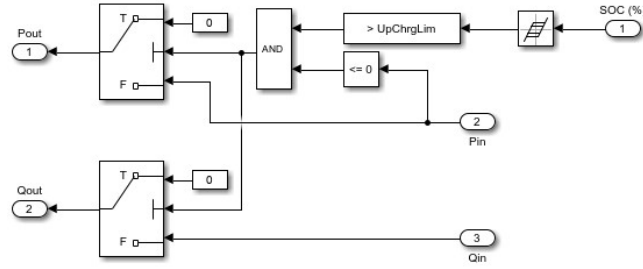 SOC (%
Pout
T
0
1
AND
> UpChrgLim
1
F
<= 0
2
Pin
Qout
T
0
2
F
3
Qin